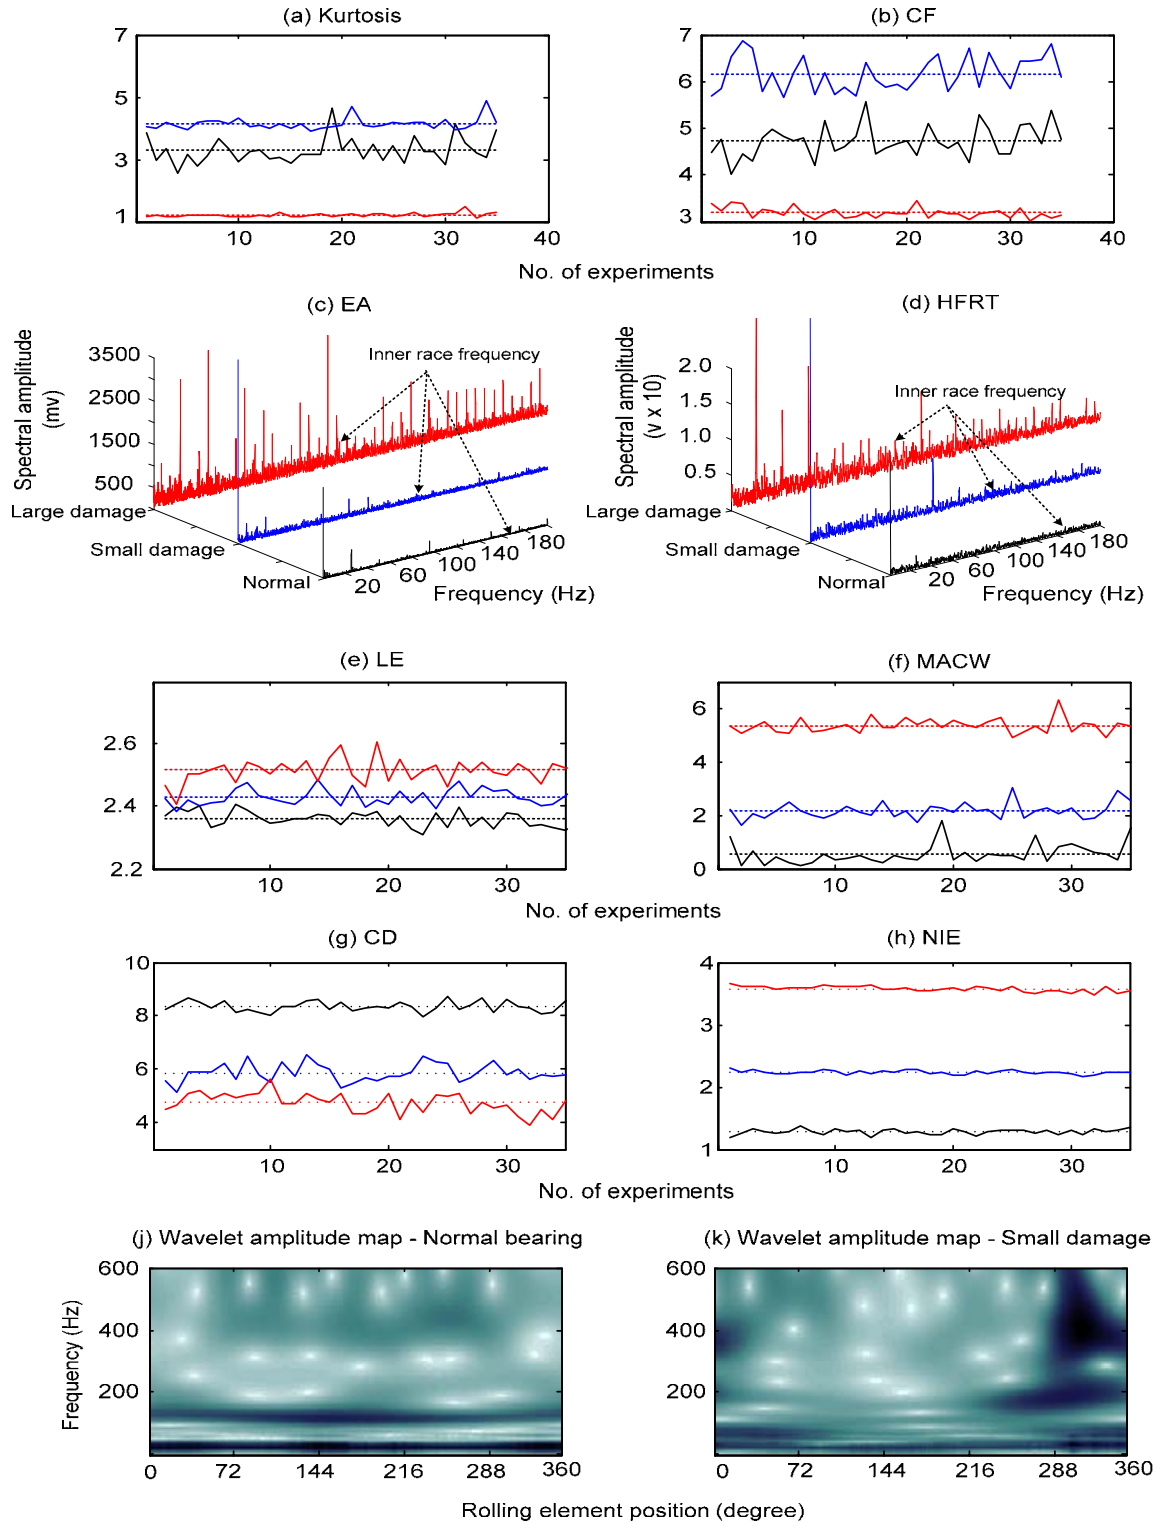 (a) Kurtosis
(b) CF
7
5
3
1
10
20
30
40
7
6
5
4
3
10
20
30
40
No. of experiments
(c) EA
(d) HFRT
Spectral amplitude
(mv)
3500
2500
1500
500
Inner race frequency
Large damage
Small damage
Normal
20
60
100
140
180
Frequency (Hz)
Spectral amplitude
(v x 10)
2.0
1.5
1.0
0.5
Inner race frequency
Large damage
Small damage
Normal
20
60
100
140
180
Frequency (Hz)
(e) LE
(f) MACW
2.6
2.4
2.2
10
20
30
6
4
2
0
10
20
30
No. of experiments
(g) CD
(h) NIE
10
8
6
4
10
20
30
4
3
2
1
10
20
30
No. of experiments
(j) Wavelet amplitude map - Normal bearing
(k) Wavelet amplitude map - Small damage
Frequency (Hz)
600
400
200
0
72
144
216
288
360
600
400
200
0
72
144
216
288
360
Rolling element position (degree)